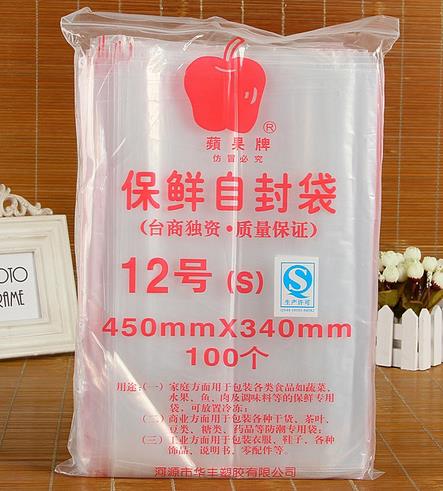 蘋果牌
®
仿冒必究
保鲜自封袋
(台商独资·质量保证)
12号(S)
生产许可
450mmX340mm
100个
用途:(一)家庭方面用于包装各类食品如蔬菜、
水果、鱼、肉及调味料等的保鲜专用
袋,可放置冷冻;
(二)商业方面用于包装各种干货、茶叶、
豆类、糖类、药品等防潮专用袋;
(三)工业方面用于包装衣服、鞋子、各种
饰品、说明书、零配件等。
河源市华丰塑胶有限公司
OTO
RAME